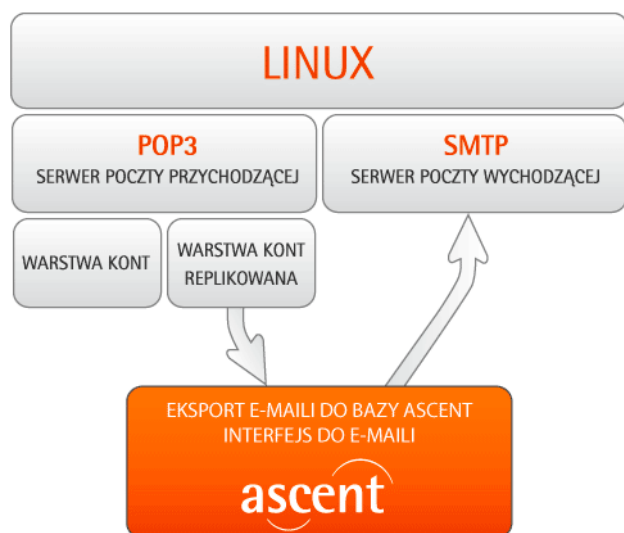 LINUX
POP3
SERWER POCZTY PRZYCHODZĄCEJ
SMTP
SERWER POCZTY WYCHODZĄCEJ
WARSTWA KONT
WARSTWA KONT
REPLIKOWANA
EKSPORT E-MAILI DO BAZY ASCENT
INTERFEJS DO E-MAILI
ascent